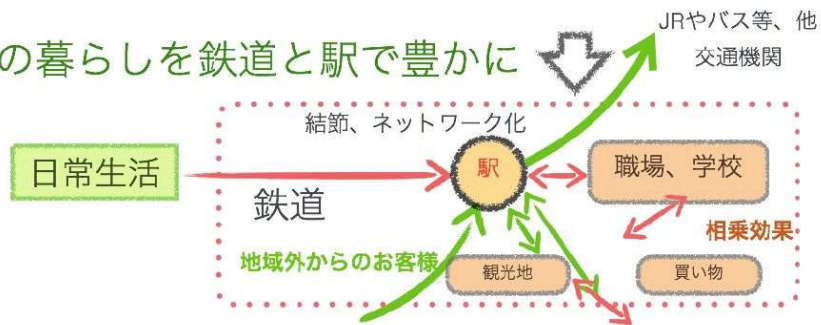 の暮らしを鉄道と駅で豊かに
JRやバス等、他
交通機関
結節、ネットワーク化
日常生活
駅
職場、学校
鉄道
相乗効果
地域外からのお客様
観光地
買い物